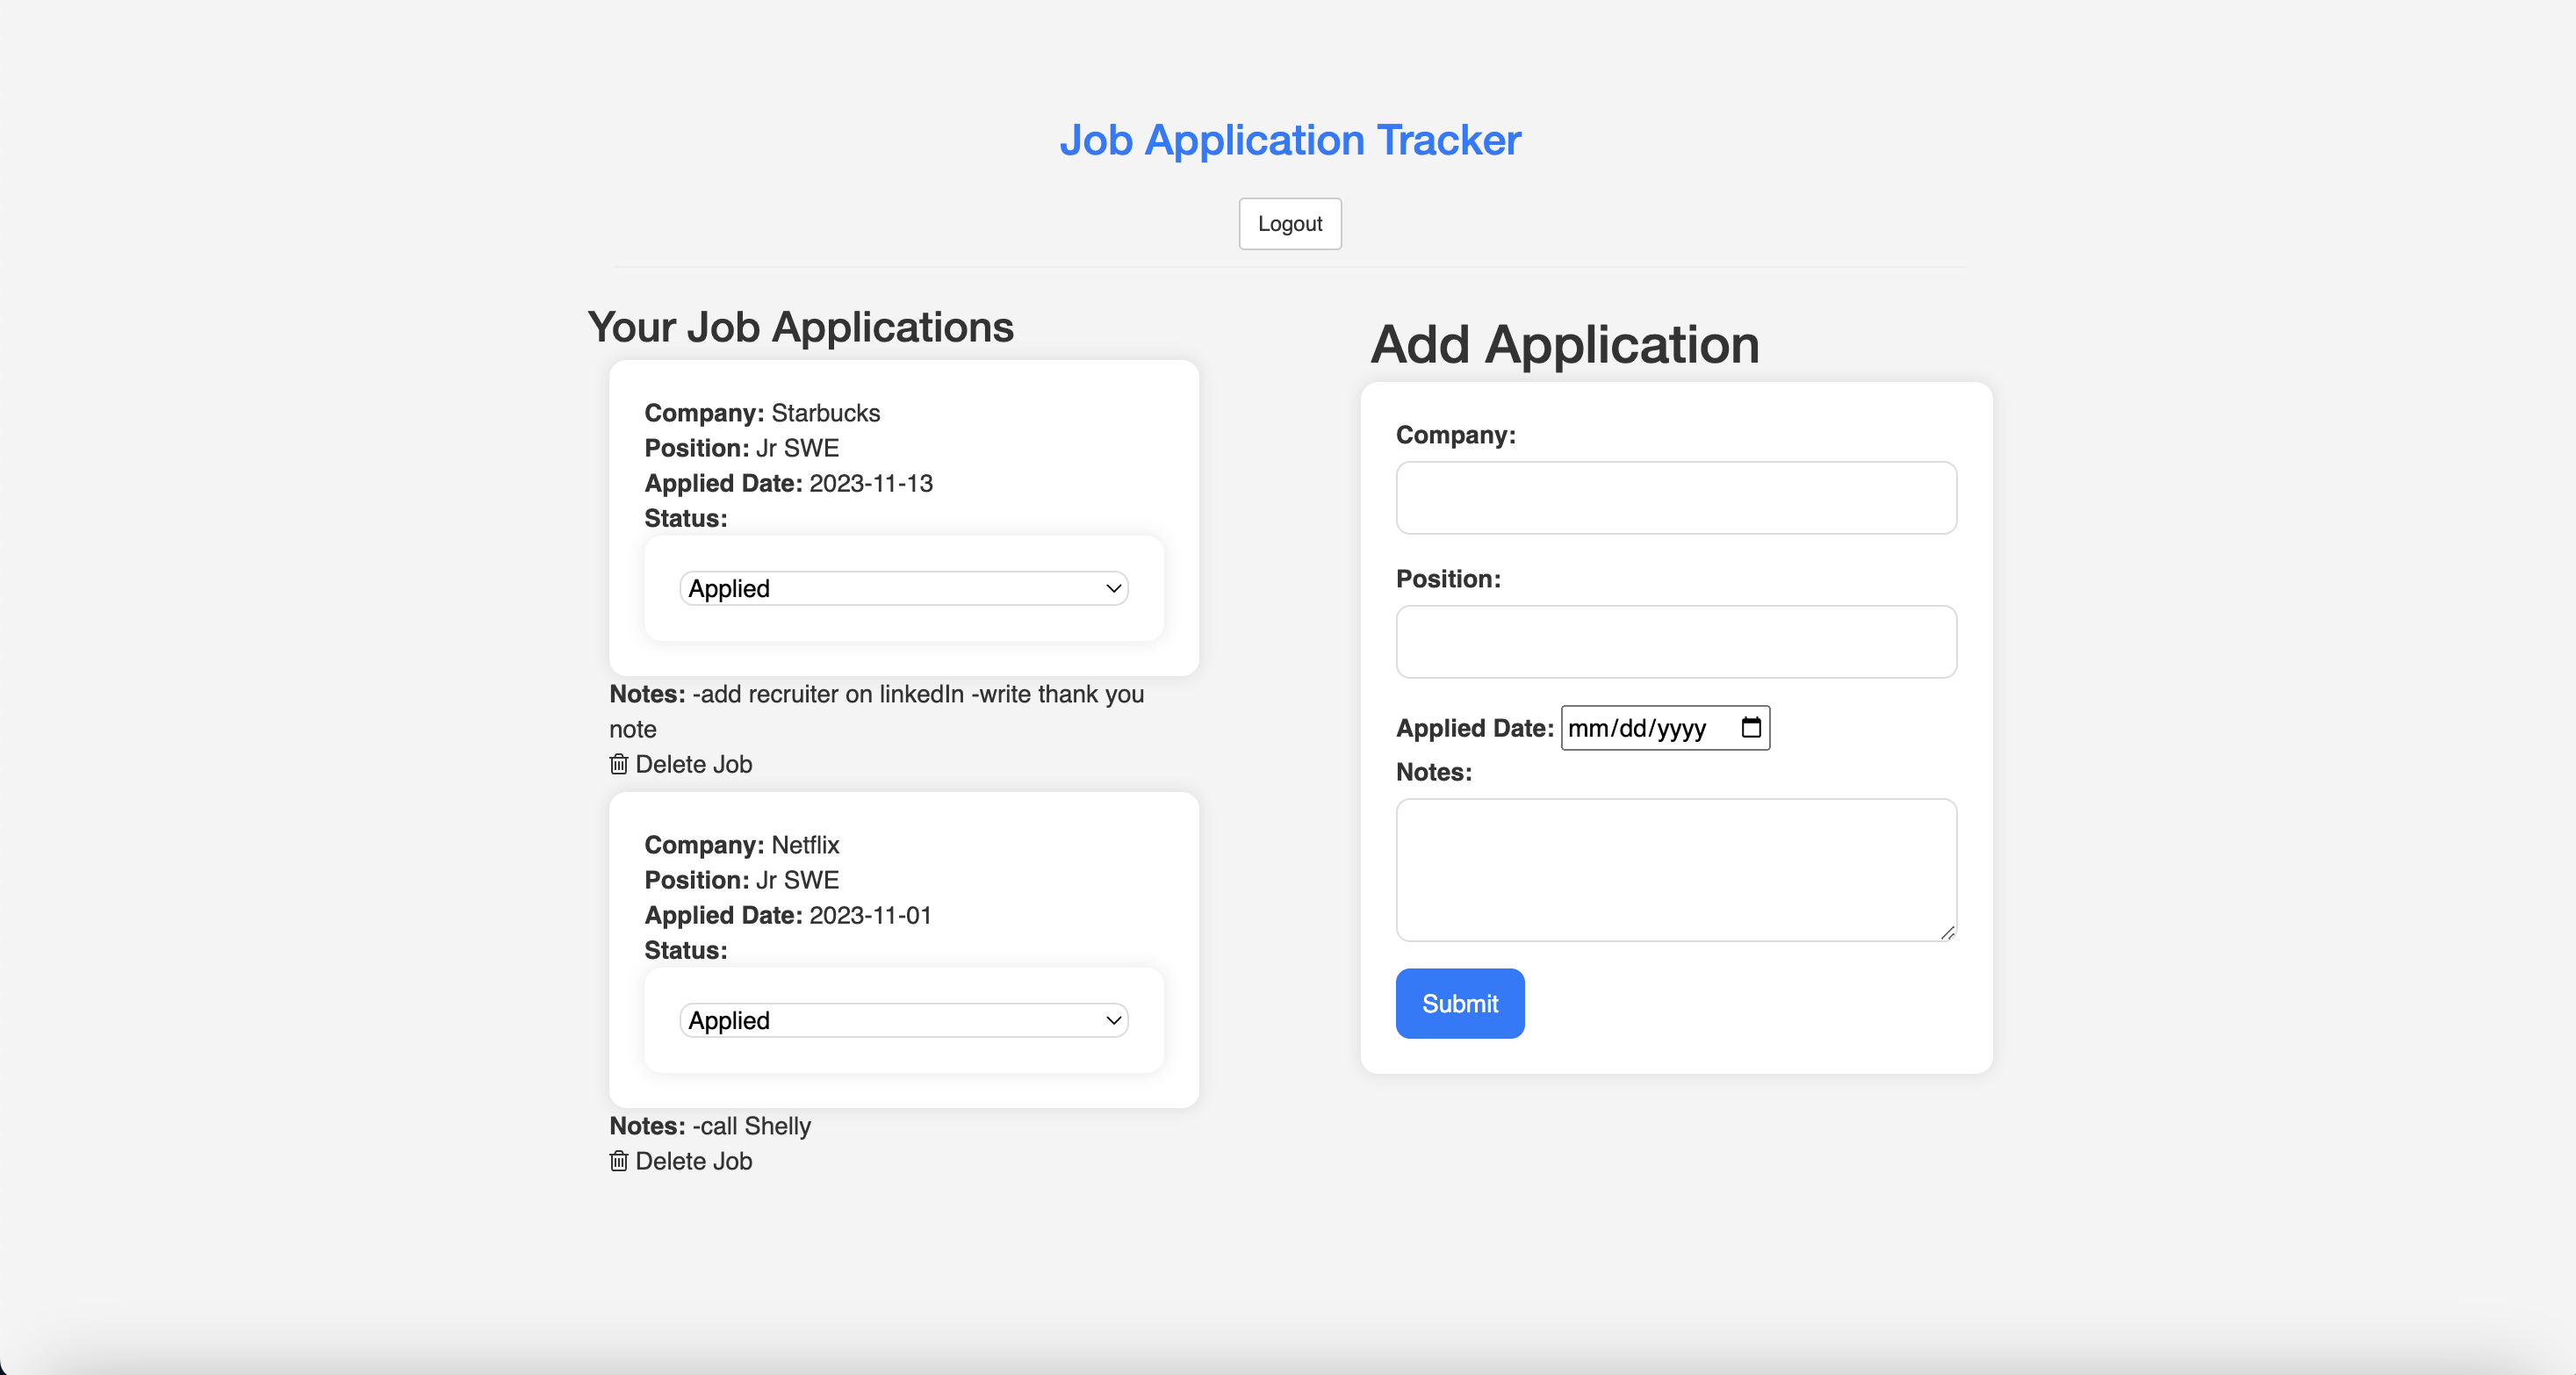 Job Application Tracker
Logout
Your Job Applications
Company: Starbucks
Position: Jr SWE
Applied Date: 2023-11-13
Status:
Applied
Notes: -add recruiter on linkedIn -write thank you
note
Delete Job
Company: Netflix
Position: Jr SWE
Applied Date: 2023-11-01
Status:
Applied
Notes: -call Shelly
Delete Job
Add Application
Company:
Position:
Applied Date: mm/dd/yyyy
Notes:
Submit